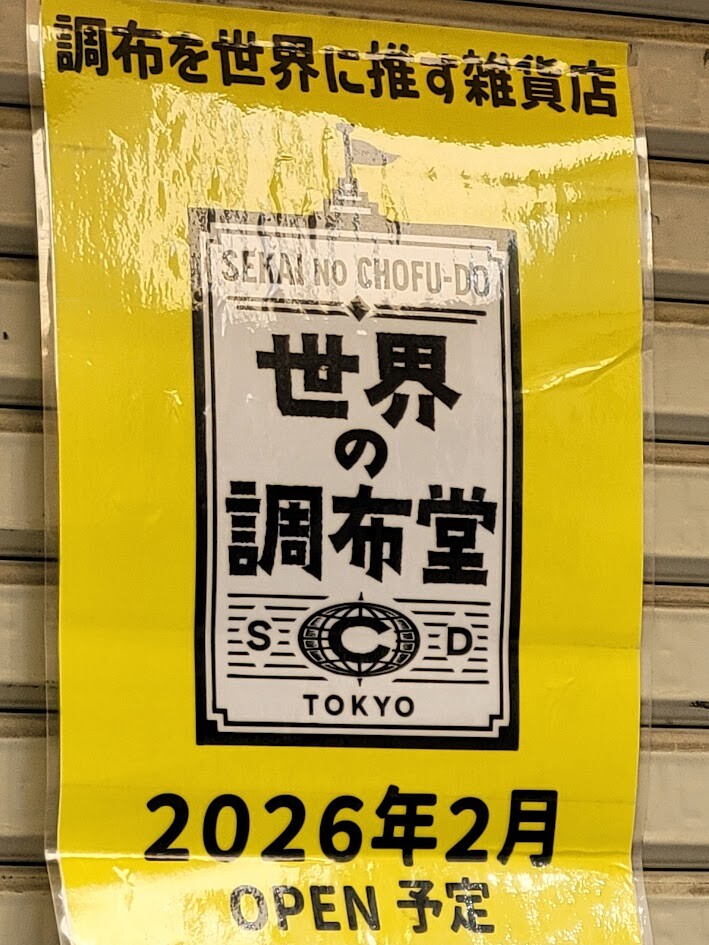 調布を世界に推す雑貨店
SEKAI NO CHOFU-DO
世界
の
調布堂
S C D
TOKYO
2026年2月
OPEN 予定